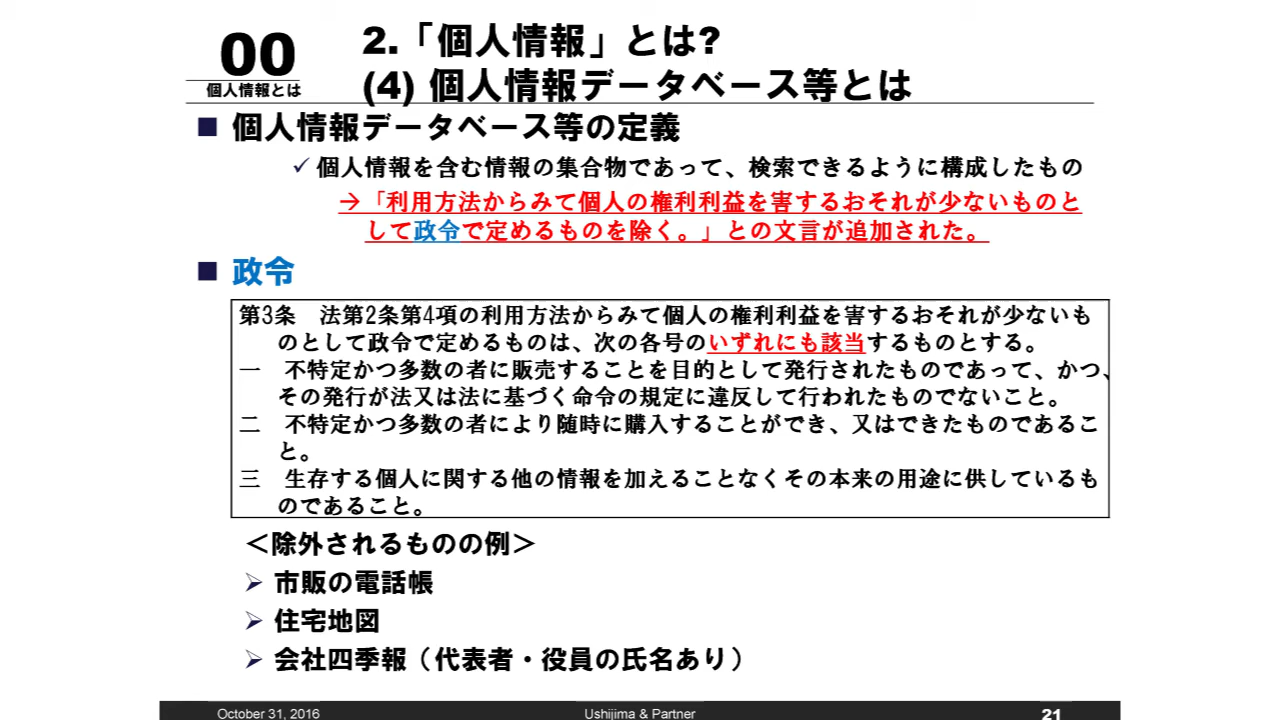 00
個人情報とは
2.「個人情報」とは?
(4) 個人情報データベース等とは
■ 個人情報データベース等の定義
✓ 個人情報を含む情報の集合物であって、検索できるように構成したもの
→「利用方法からみて個人の権利利益を害するおそれが少ないものと
して政令で定めるものを除く。」との文言が追加された。
■ 政令
第3条　法第2条第4項の利用方法からみて個人の権利利益を害するおそれが少ないも
のとして政令で定めるものは、次の各号のいずれにも該当するものとする。
一　不特定かつ多数の者に販売することを目的として発行されたものであって、かつ、
その発行が法又は法に基づく命令の規定に違反して行われたものでないこと。
二　不特定かつ多数の者により随時に購入することができ、又はできたものであるこ
と。
三　生存する個人に関する他の情報を加えることなくその本来の用途に供しているも
のであること。
＜除外されるものの例＞
➢ 市販の電話帳
➢ 住宅地図
➢ 会社四季報（代表者・役員の氏名あり）
October 31, 2016
Ushijima & Partner
21